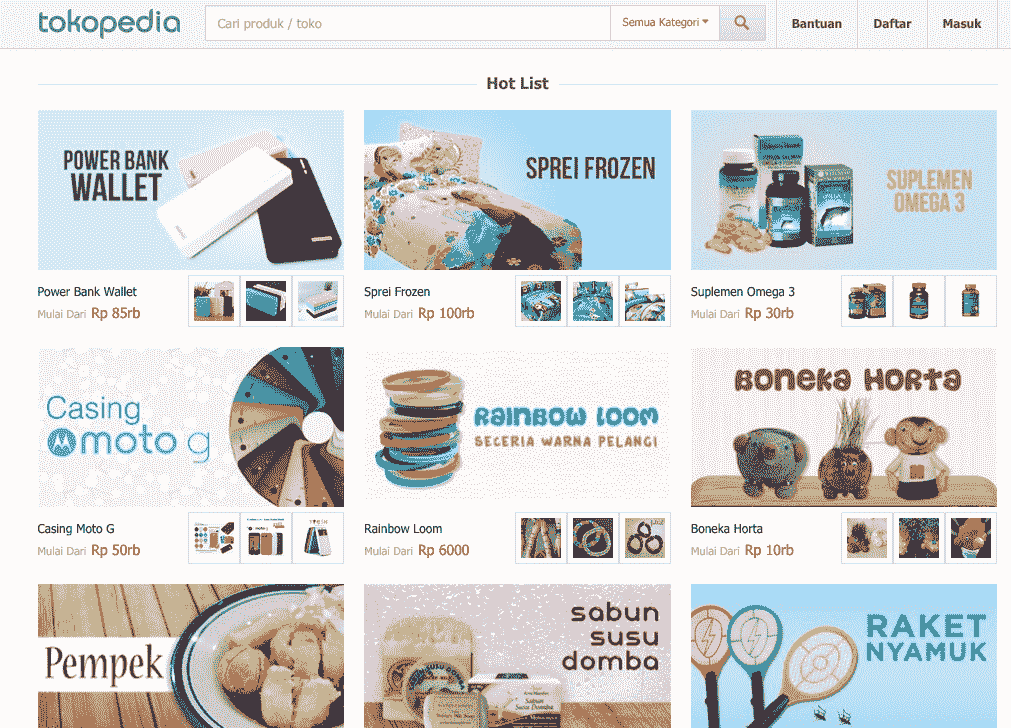 tokopedia
Cari produk / toko
Semua Kategori
Bantuan
Daftar
Masuk
Hot List
POWER BANK
WALLET
SPREI FROZEN
SUPLEMEN
OMEGA 3
Power Bank Wallet
Mulai Dari Rp 85rb
Sprei Frozen
Mulai Dari Rp 100rb
Suplemen Omega 3
Mulai Dari Rp 30rb
Casing
moto g
RAINBOW LOOM
SECERIA WARNA PELANGI
BONEKA HORTA
Casing Moto G
Mulai Dari Rp 50rb
Rainbow Loom
Mulai Dari Rp 6000
Boneka Horta
Mulai Dari Rp 10rb
Pempek
sabun
susu
domba
RAKET
NYAMUK